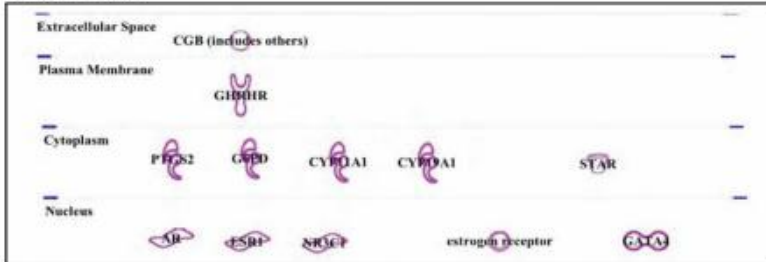 Extracellular Space
CGB (includes others)
Plasma Membrane
GHRHR
Cytoplasm
PTGS2 G6PD CYP11A1 CYP19A1 STAR
Nucleus
AR ESR1 NR3C1 estrogen receptor GATA4